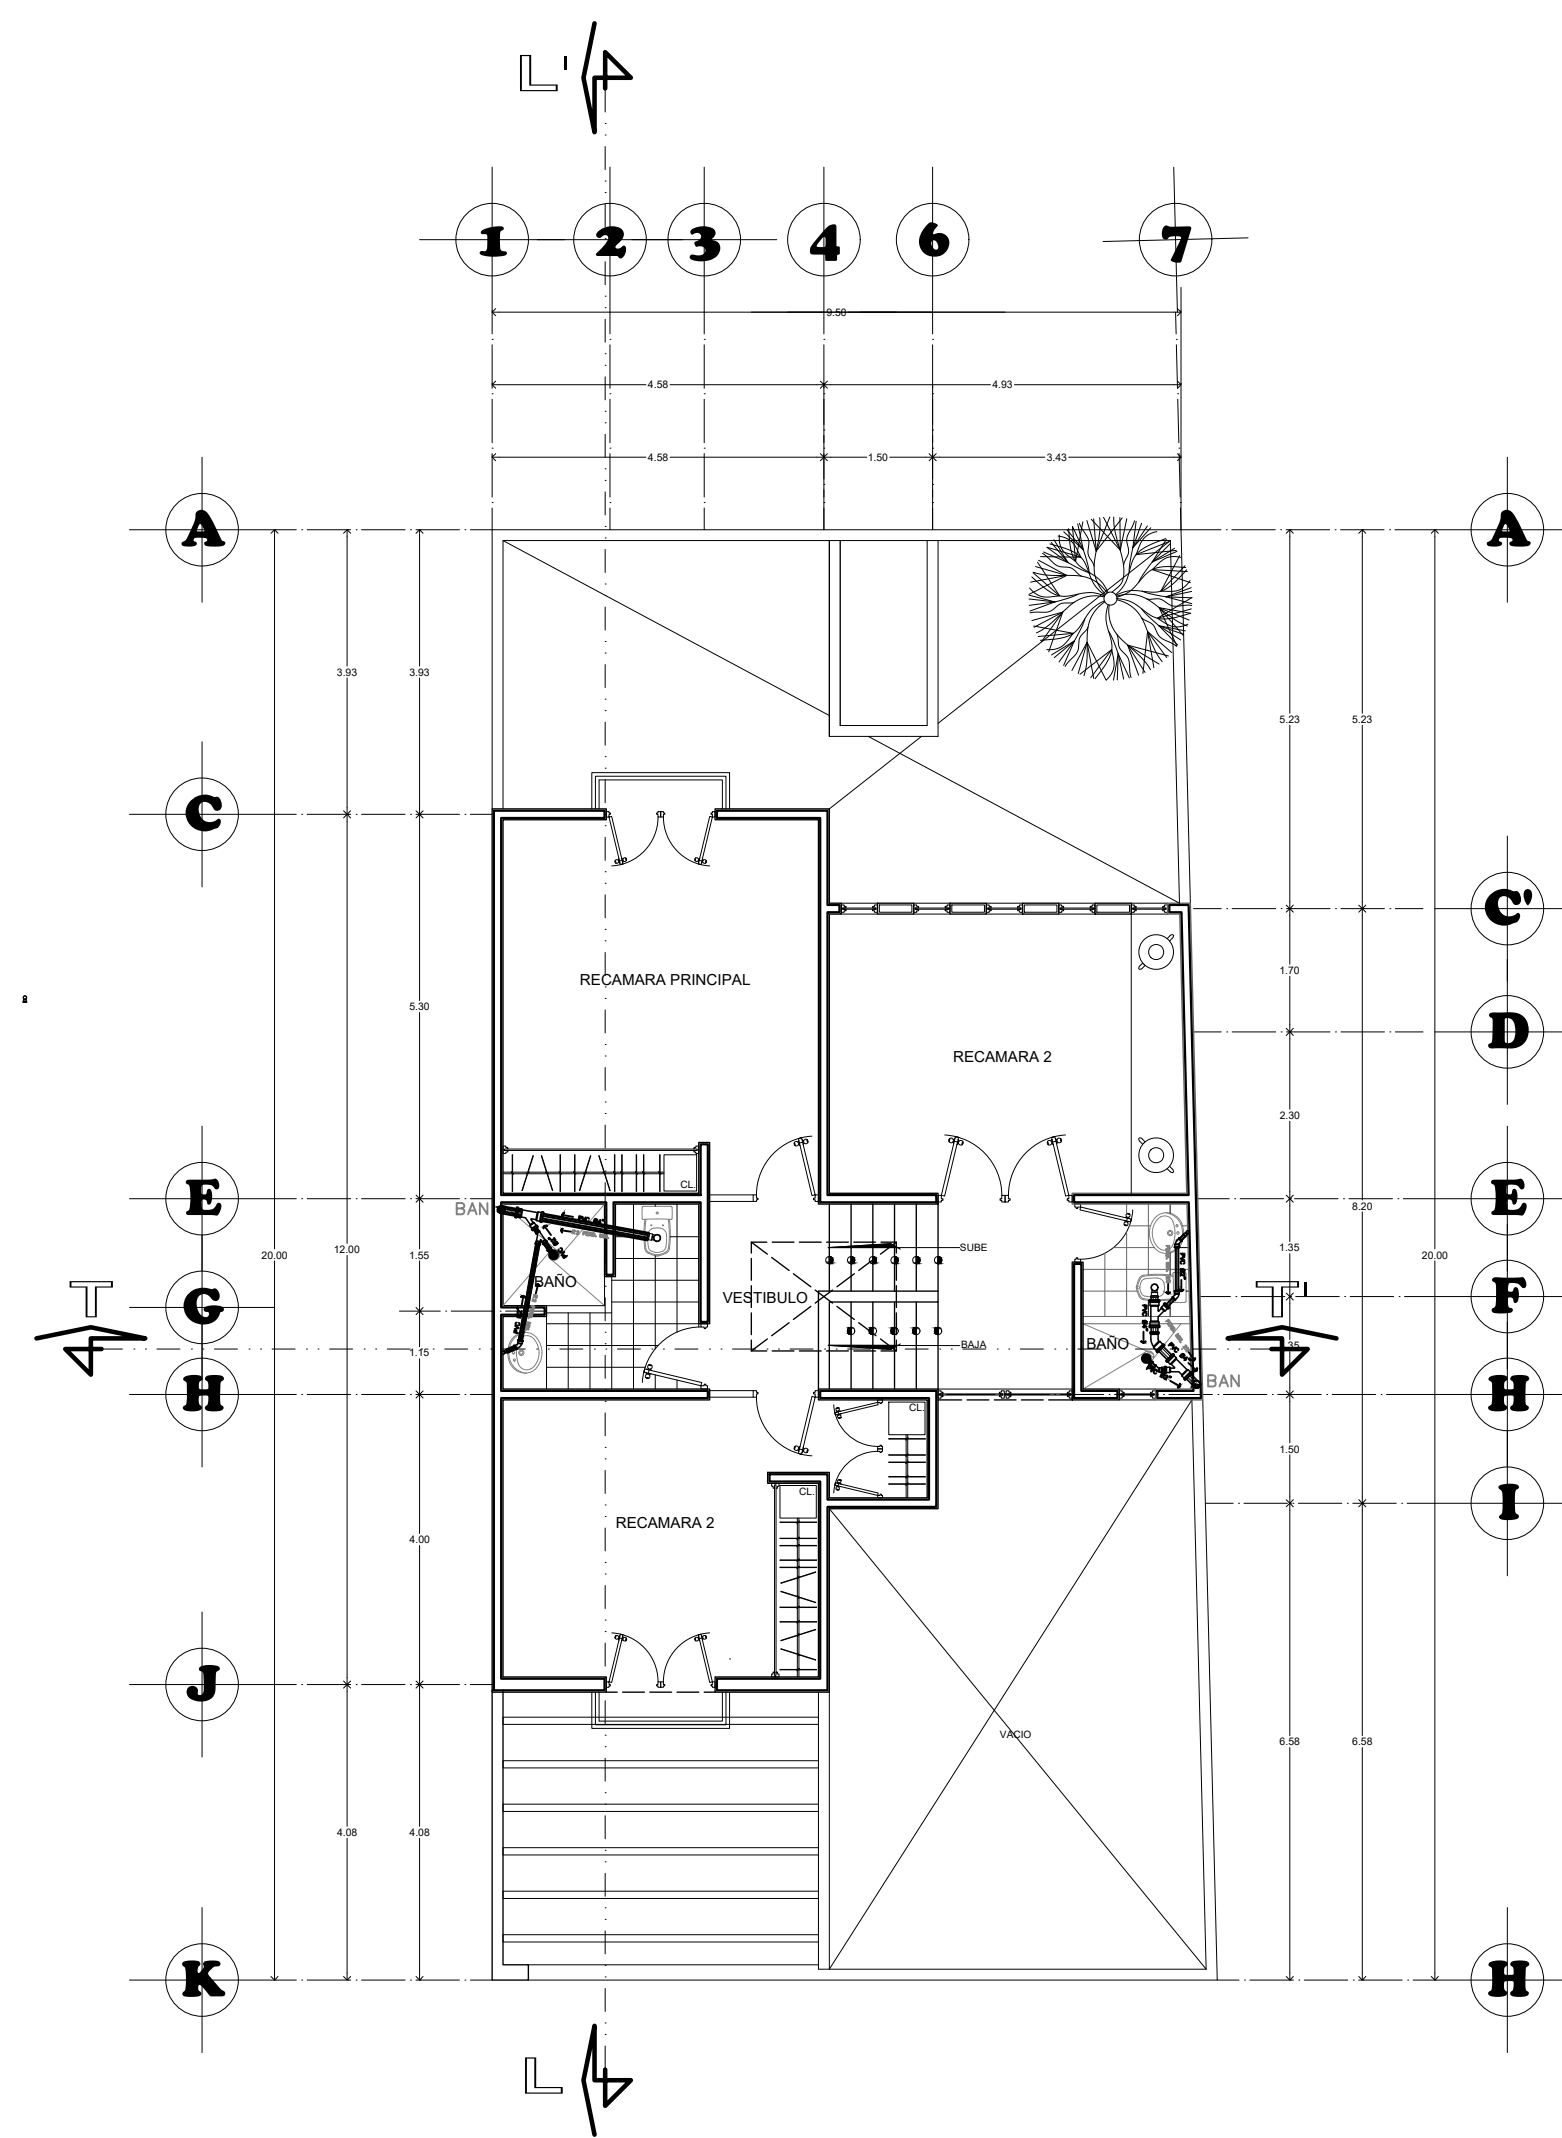 L'
1 2 3 4 6 7
9.50
4.58 4.93
4.58 1.50 3.43
A A
3.93 3.93 5.23 5.23
C C'
RECAMARA PRINCIPAL
1.70
5.30
D
RECAMARA 2
2.30
CL.
E E
BAN
8.20
20.00 12.00 1.55 SUBE 1.35 20.00
BAÑO
T VESTIBULO T'
G F
BAJA BAÑO .35
1.15
H BAN H
CL.
1.50
CL.
I
RECAMARA 2
4.00
J
VACIO
6.58 6.58
4.08 4.08
K H
L